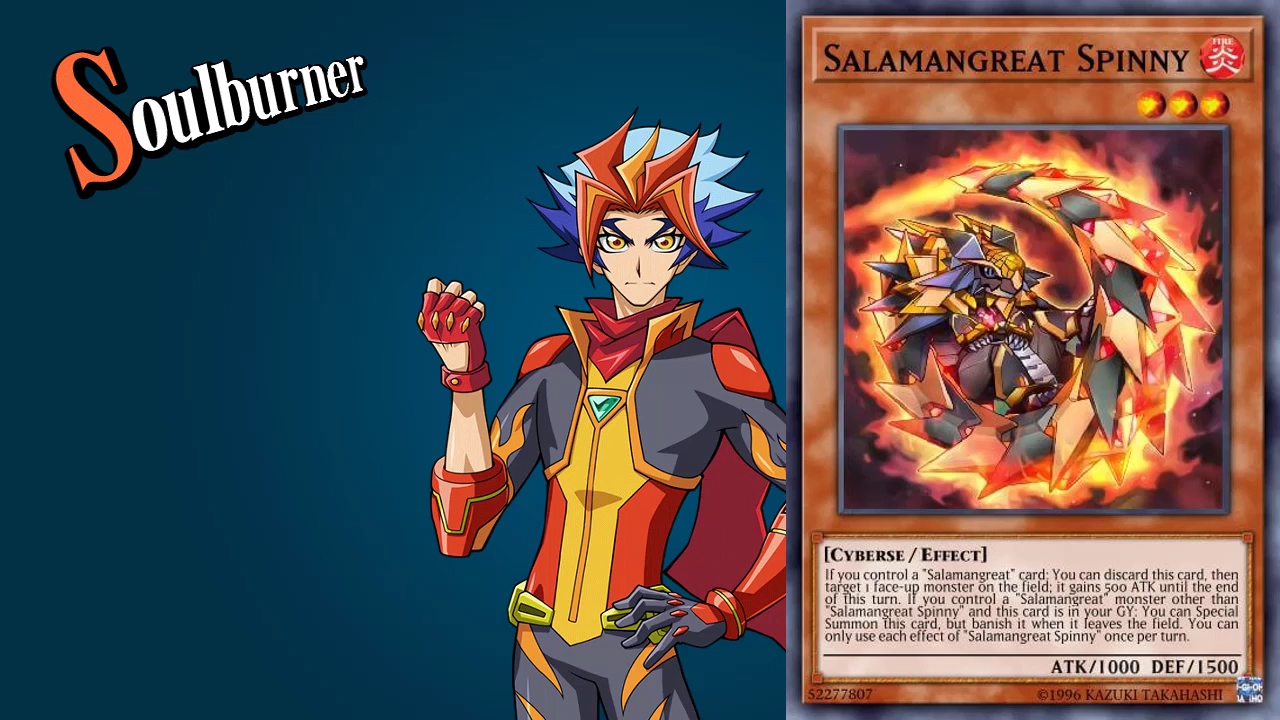 Soulburner
SALAMANGREAT SPINNY
FIRE
炎
[CYBERSE / EFFECT]
If you control a "Salamangreat" card: You can discard this card, then
target 1 face-up monster on the field; it gains 500 ATK until the end
of this turn. If you control a "Salamangreat" monster other than
"Salamangreat Spinny" and this card is in your GY: You can Special
Summon this card, but banish it when it leaves the field. You can
only use each effect of "Salamangreat Spinny" once per turn.
ATK/1000 DEF/1500
52277807
©1996 KAZUKI TAKAHASHI